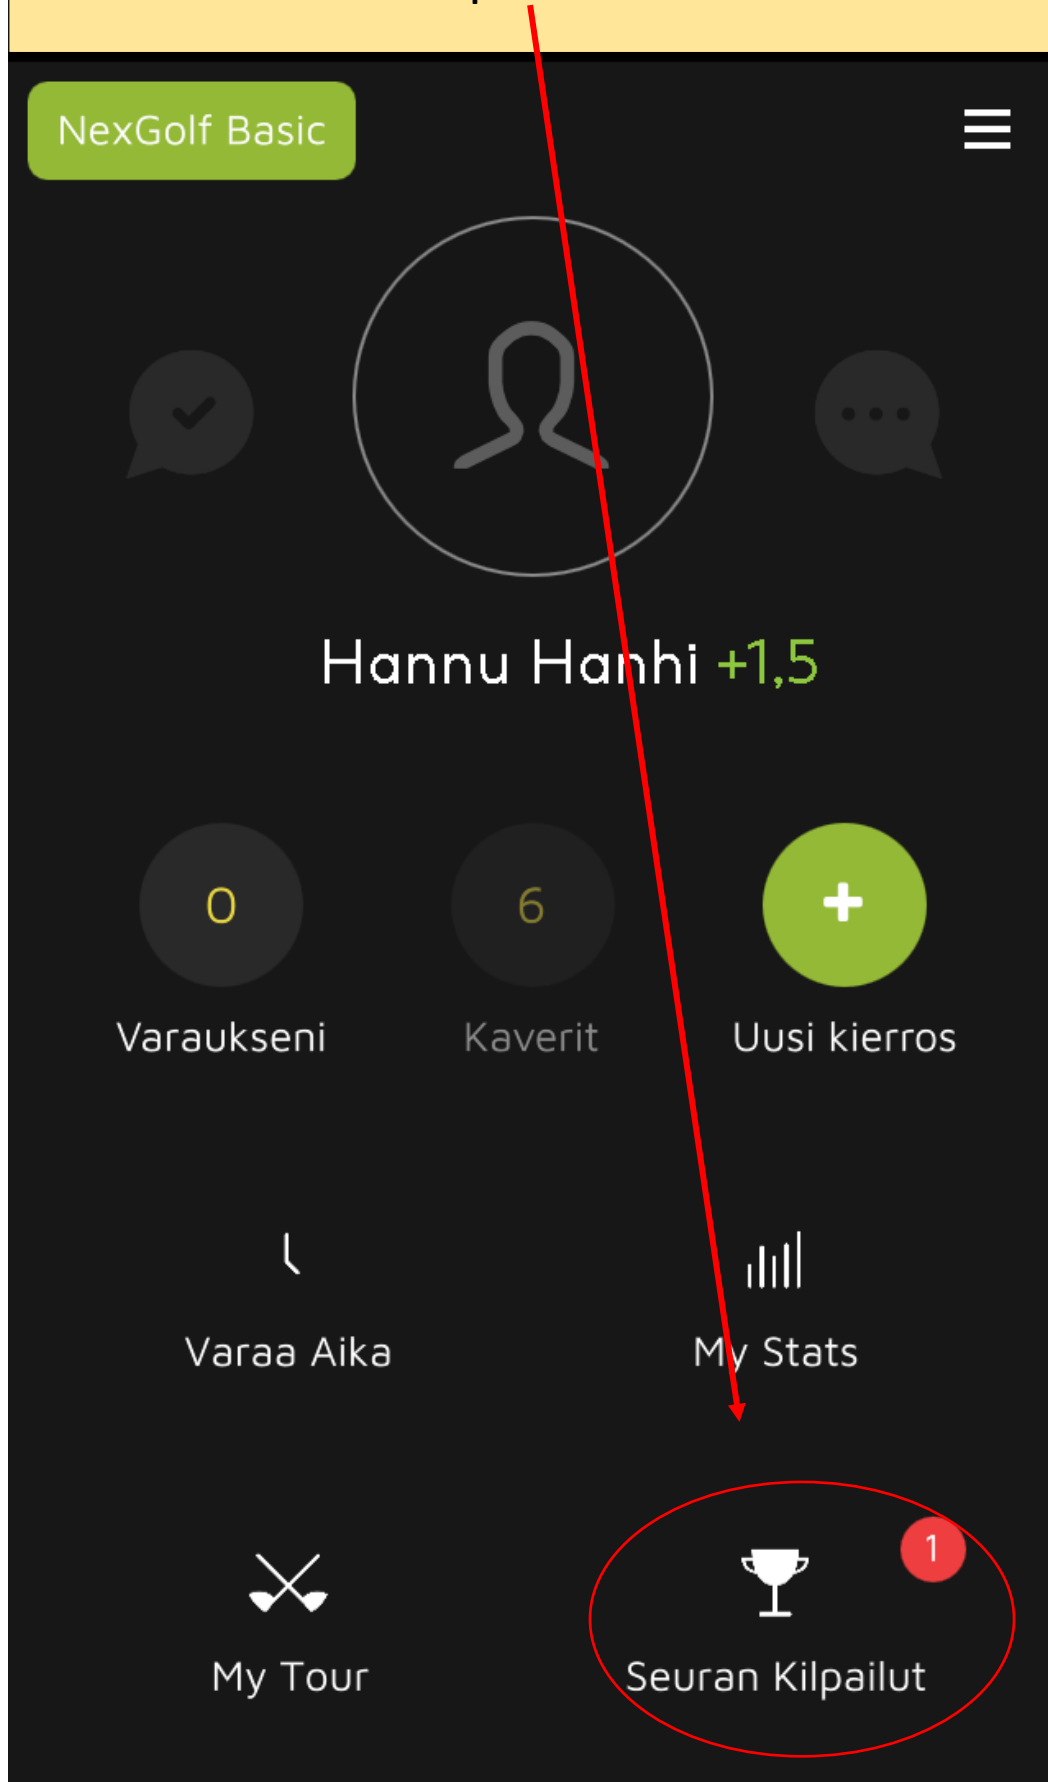 NexGolf Basic
Hannu Hanhi +1,5
0
6
Varaukseni
Kaverit
Uusi kierros
Varaa Aika
My Stats
1
My Tour
Seuran Kilpailut